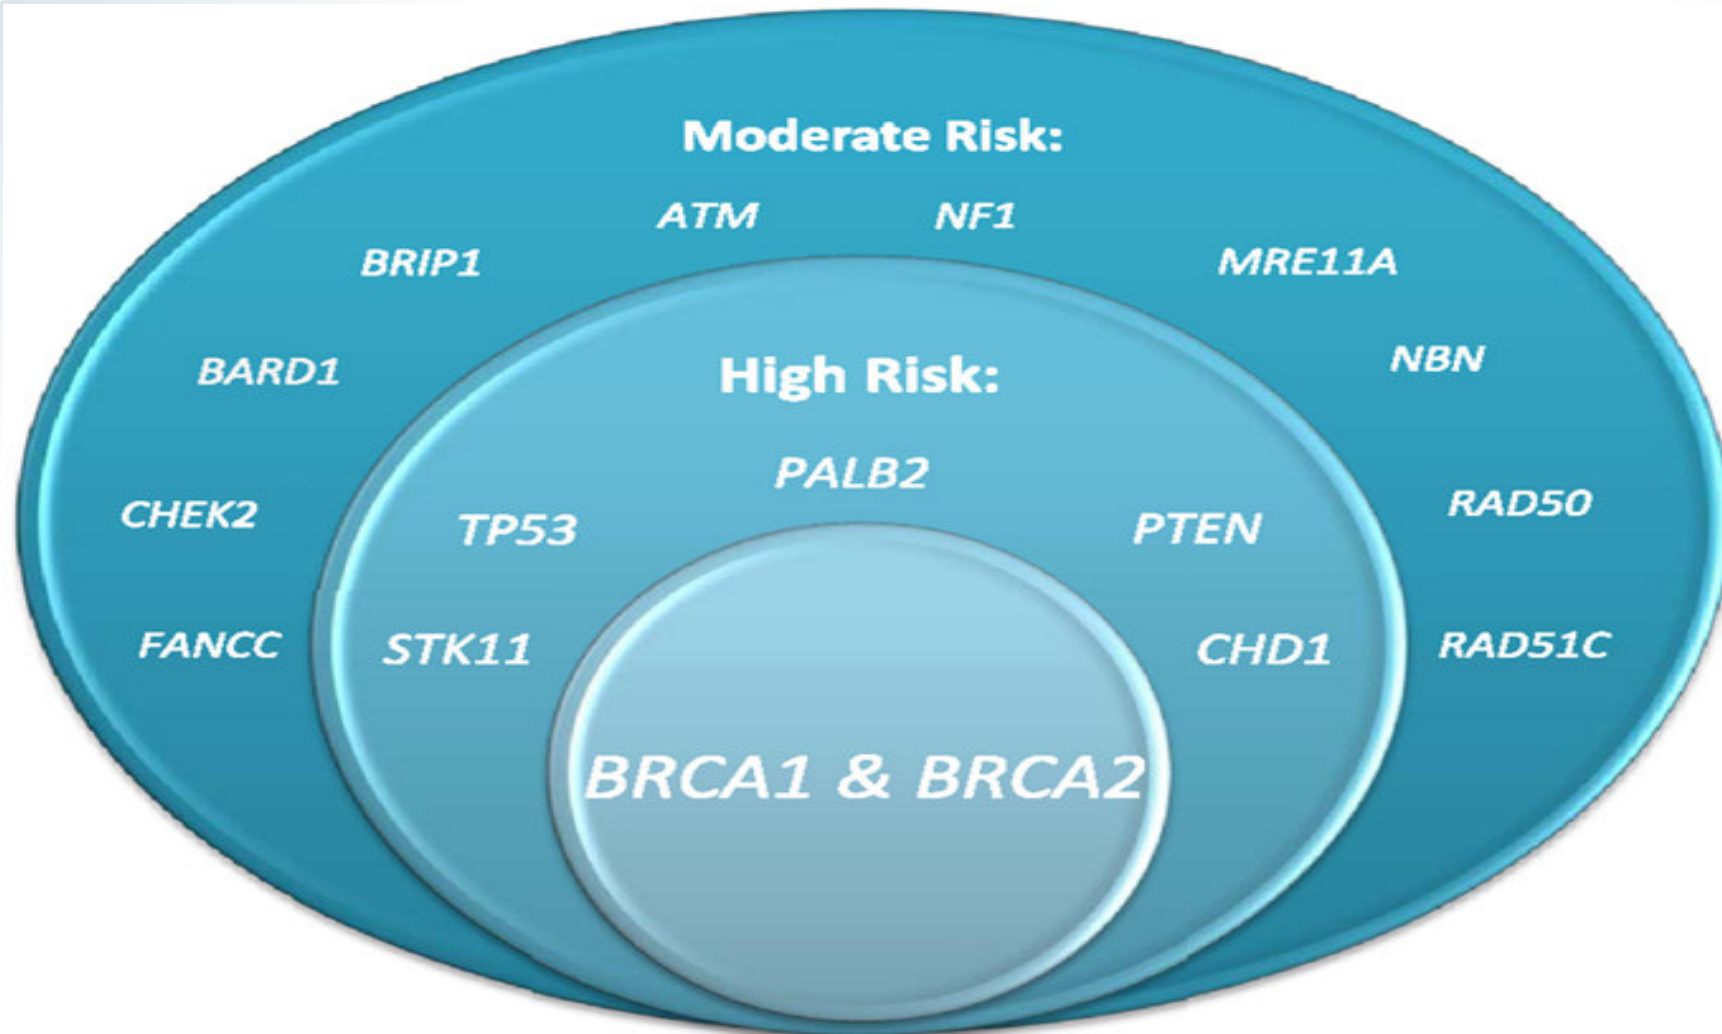 Moderate Risk:
ATM NF1
BRIP1 MRE11A
BARD1 NBN
High Risk:
PALB2
CHEK2 TP53 PTEN RAD50
FANCC STK11 CHD1 RAD51C
BRCA1 & BRCA2